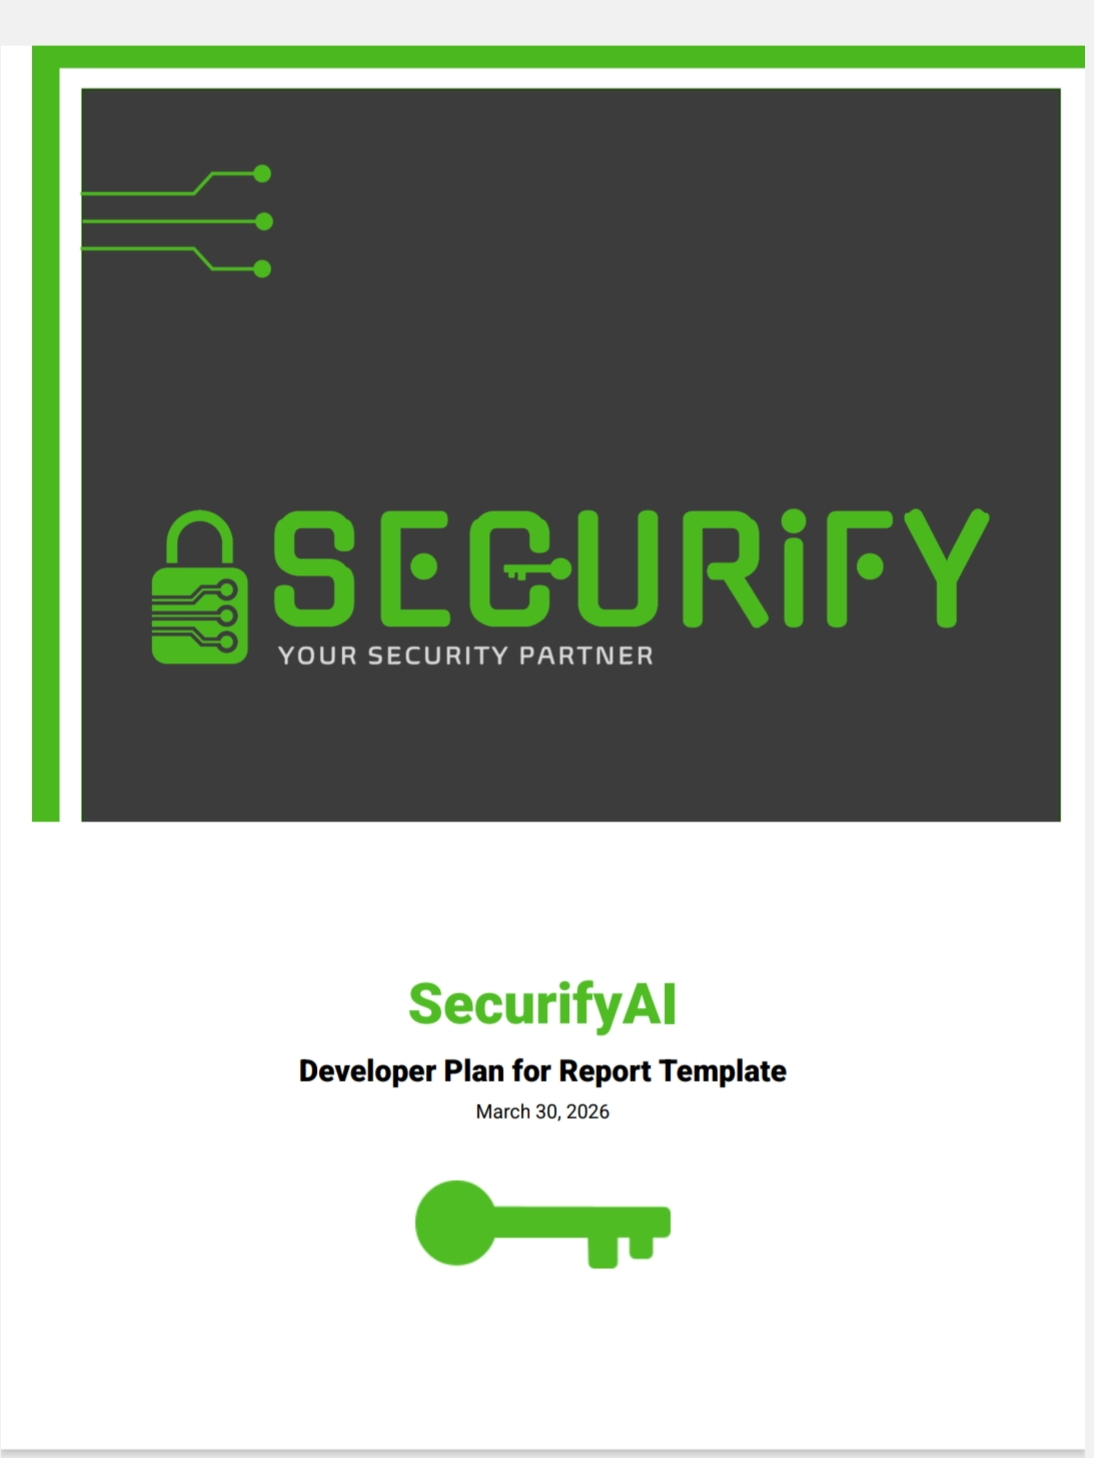 SECURiFY
YOUR SECURITY PARTNER
SecurifyAI
Developer Plan for Report Template
March 30, 2026